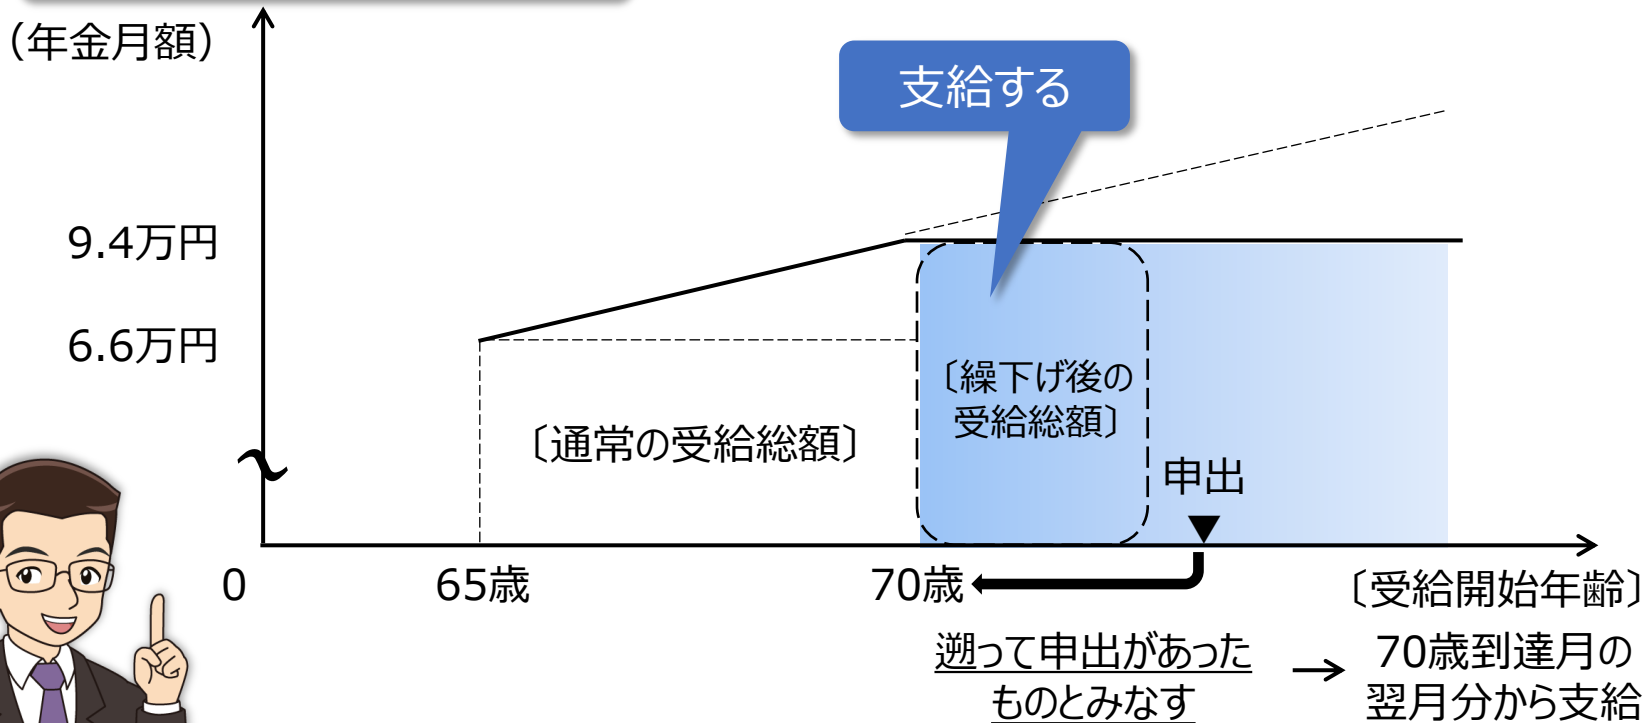 （年金月額）
支給する
9.4万円
6.6万円
〔繰下げ後の
受給総額〕
〔通常の受給総額〕
申出
0
65歳
70歳
〔受給開始年齢〕
遡って申出があった
ものとみなす
→ 70歳到達月の
翌月分から支給